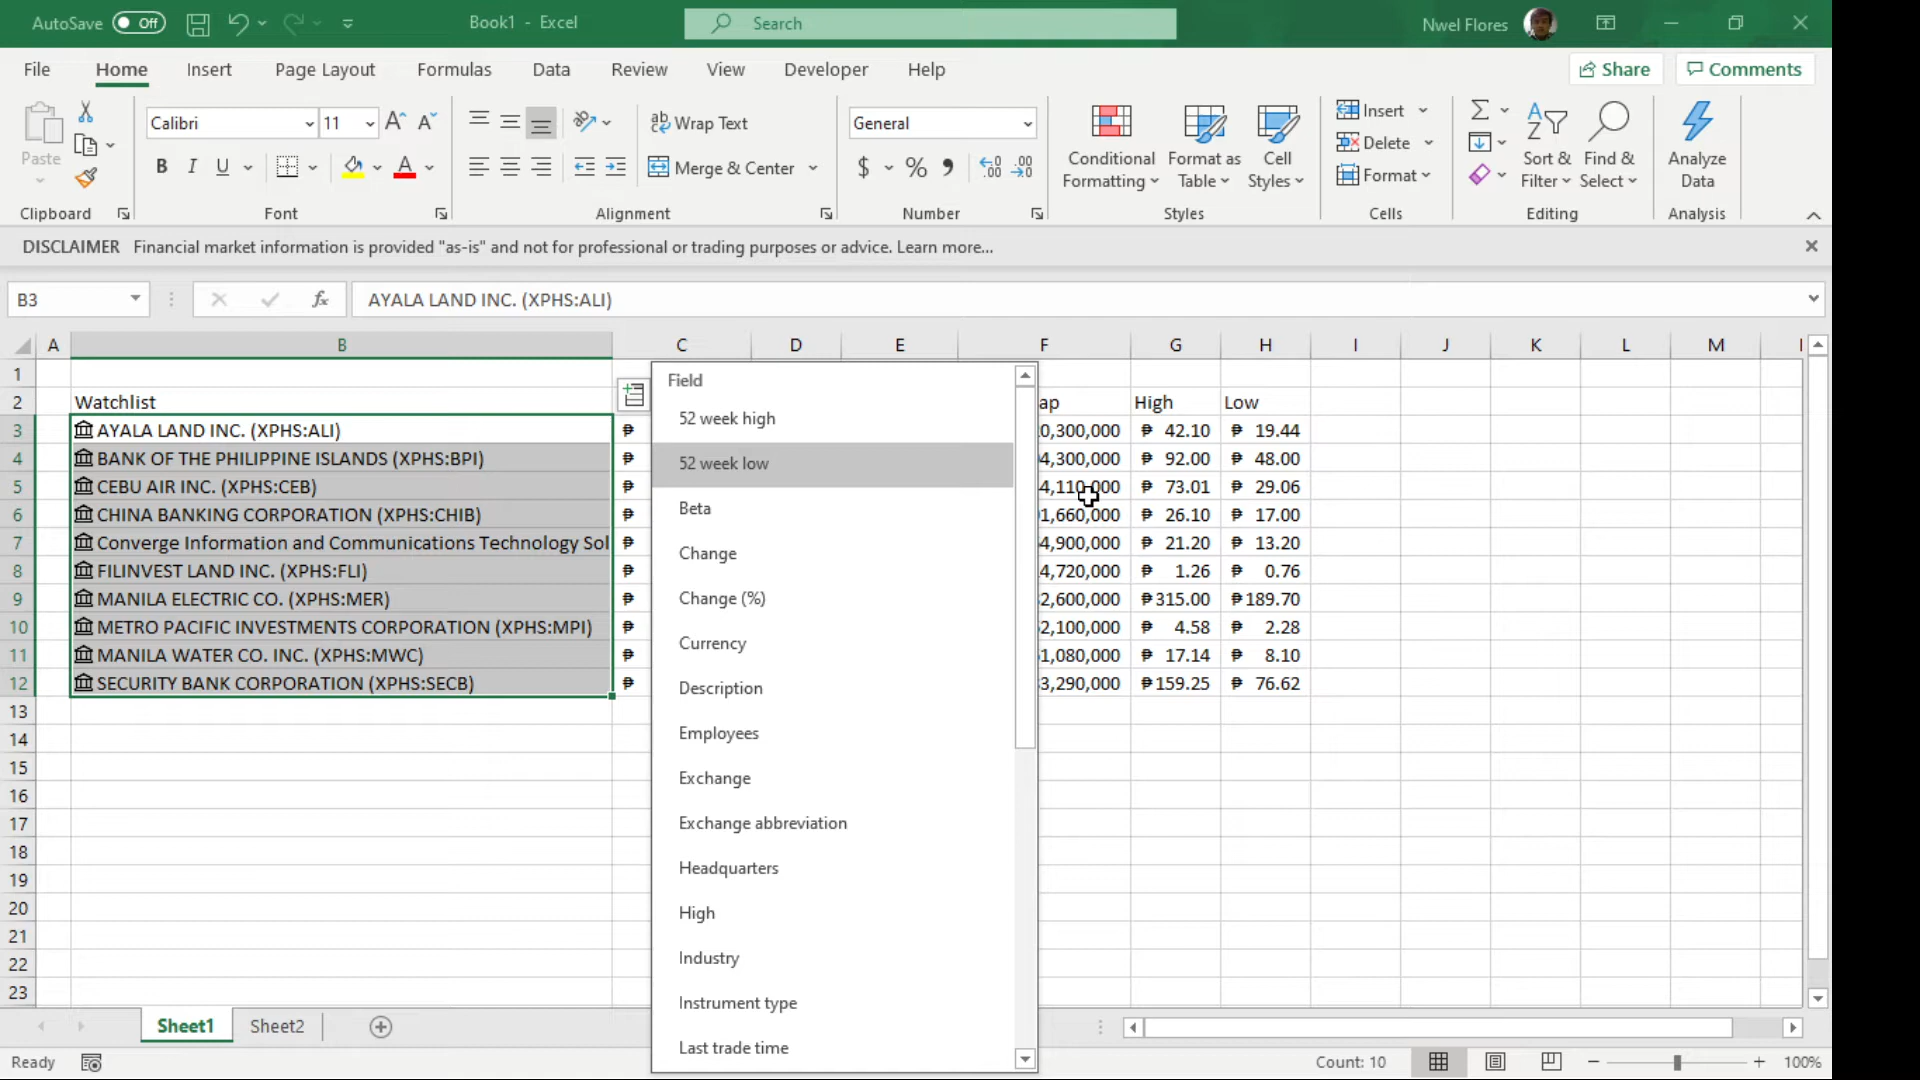 AutoSave Off Book1 - Excel Search Nwel Flores
File Home Insert Page Layout Formulas Data Review View Developer Help Share Comments
Calibri 11 Wrap Text General Insert
Paste B I U A Merge & Center $ % Conditional Formatting Format as Table Cell Styles Delete Format Sort & Filter Find & Select Analyze Data
Clipboard Font Alignment Number Styles Cells Editing Analysis
DISCLAIMER Financial market information is provided "as-is" and not for professional or trading purposes or advice. Learn more...
B3 fx AYALA LAND INC. (XPHS:ALI)
A B C D E F G H I J K L M
1
2 Watchlist ap High Low
3 AYALA LAND INC. (XPHS:ALI) ₱ 0,300,000 ₱ 42.10 ₱ 19.44
4 BANK OF THE PHILIPPINE ISLANDS (XPHS:BPI) ₱ 4,300,000 ₱ 92.00 ₱ 48.00
5 CEBU AIR INC. (XPHS:CEB) ₱ 4,110,000 ₱ 73.01 ₱ 29.06
6 CHINA BANKING CORPORATION (XPHS:CHIB) ₱ 1,660,000 ₱ 26.10 ₱ 17.00
7 Converge Information and Communications Technology Sol ₱ 4,900,000 ₱ 21.20 ₱ 13.20
8 FILINVEST LAND INC. (XPHS:FLI) ₱ 4,720,000 ₱ 1.26 ₱ 0.76
9 MANILA ELECTRIC CO. (XPHS:MER) ₱ 2,600,000 ₱315.00 ₱189.70
10 METRO PACIFIC INVESTMENTS CORPORATION (XPHS:MPI) ₱ 2,100,000 ₱ 4.58 ₱ 2.28
11 MANILA WATER CO. INC. (XPHS:MWC) ₱ 1,080,000 ₱ 17.14 ₱ 8.10
12 SECURITY BANK CORPORATION (XPHS:SECB) ₱ 3,290,000 ₱159.25 ₱ 76.62
13
14
15
16
17
18
19
20
21
22
23
Field
52 week high
52 week low
Beta
Change
Change (%)
Currency
Description
Employees
Exchange
Exchange abbreviation
Headquarters
High
Industry
Instrument type
Last trade time
Sheet1 Sheet2
Ready Count: 10 100%